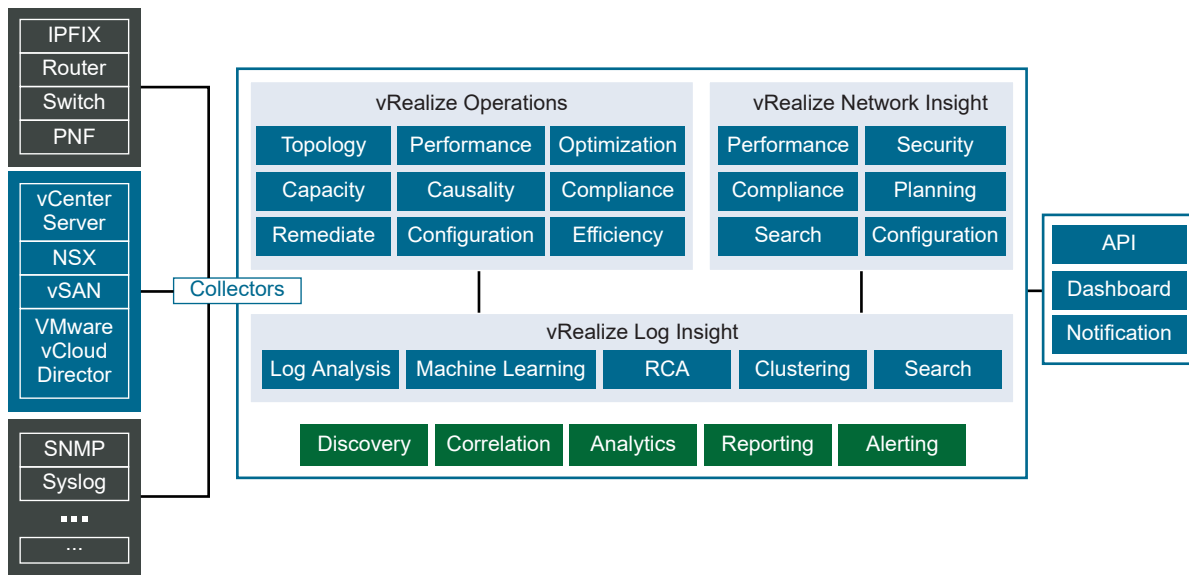 IPFIX
Router
Switch
PNF
vCenter
Server
NSX
vSAN
VMware
vCloud
Director
SNMP
Syslog
...
...
Collectors
vRealize Operations
Topology Performance Optimization
Capacity Causality Compliance
Remediate Configuration Efficiency
vRealize Network Insight
Performance Security
Compliance Planning
Search Configuration
vRealize Log Insight
Log Analysis Machine Learning RCA Clustering Search
Discovery Correlation Analytics Reporting Alerting
API
Dashboard
Notification